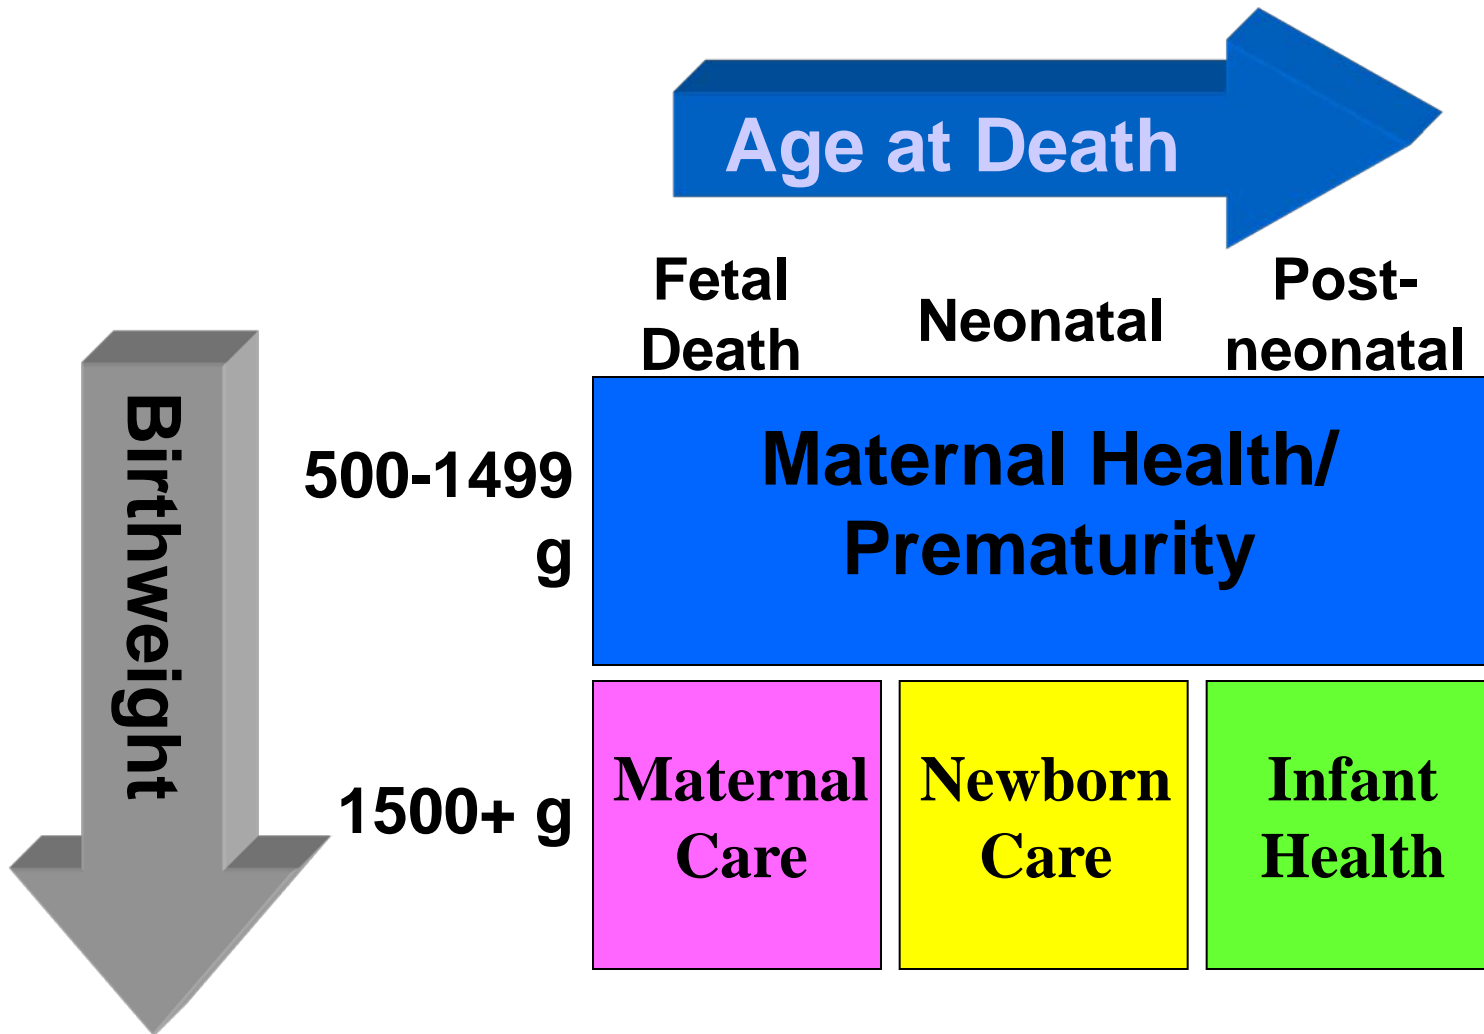 Age at Death
Fetal
Death
Neonatal
Post-
neonatal
Birthweight
500-1499
g
Maternal Health/
Prematurity
1500+ g
Maternal
Care
Newborn
Care
Infant
Health